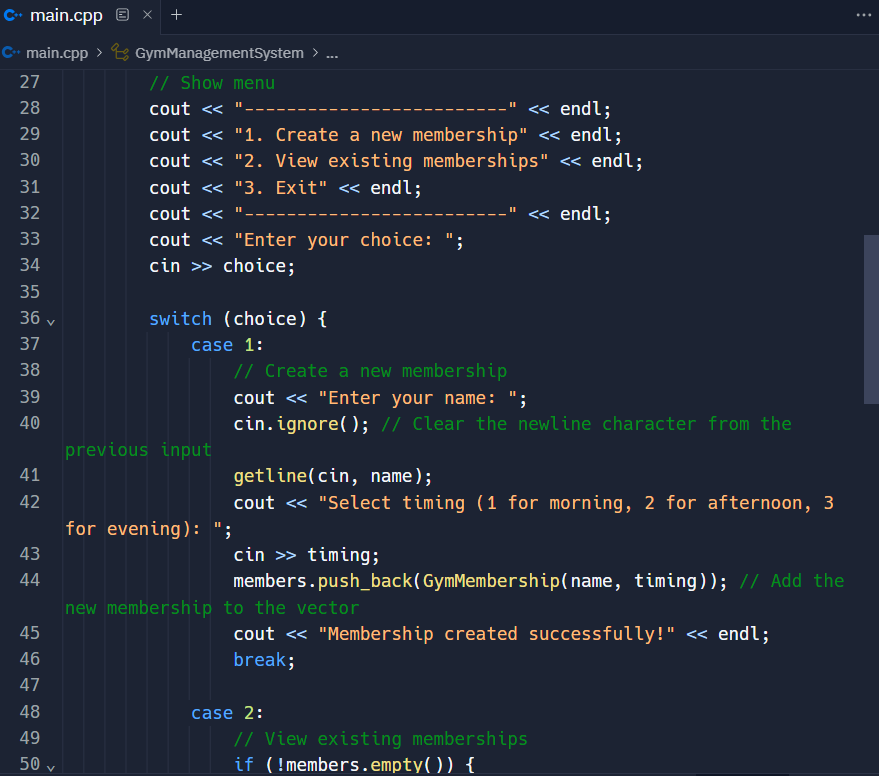 main.cpp
main.cpp > GymManagementSystem > ...
27 // Show menu
28 cout << "-------------------------" << endl;
29 cout << "1. Create a new membership" << endl;
30 cout << "2. View existing memberships" << endl;
31 cout << "3. Exit" << endl;
32 cout << "-------------------------" << endl;
33 cout << "Enter your choice: ";
34 cin >> choice;
35
36 switch (choice) {
37 case 1:
38 // Create a new membership
39 cout << "Enter your name: ";
40 cin.ignore(); // Clear the newline character from the
previous input
41 getline(cin, name);
42 cout << "Select timing (1 for morning, 2 for afternoon, 3
for evening): ";
43 cin >> timing;
44 members.push_back(GymMembership(name, timing)); // Add the
new membership to the vector
45 cout << "Membership created successfully!" << endl;
46 break;
47
48 case 2:
49 // View existing memberships
50 if (!members.empty()) {